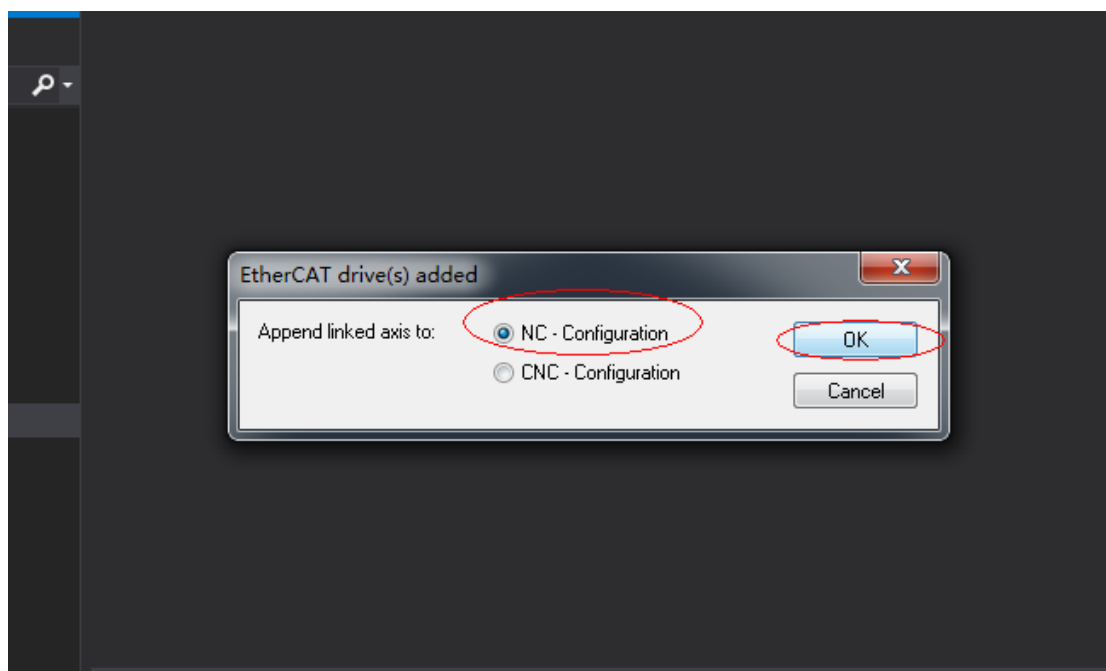 EtherCAT drive(s) added
Append linked axis to:
NC - Configuration
OK
CNC - Configuration
Cancel